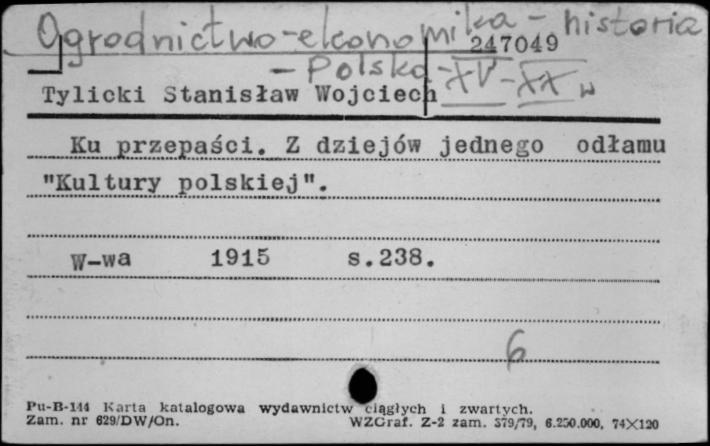 Ogrodnictwo-ekonomika - historia
247049
- Polska - XV - XX w
Tylicki Stanisław Wojciech
Ku przepaści. Z dziejów jednego odłamu
"Kultury polskiej".
W-wa 1915 s.238.
6
Pu-B-144 Karta katalogowa wydawnictw ciągłych i zwartych.
Zam. nr 629/DW/On. WZGraf. Z-2 zam. 379/79, 6.250.000, 74×120